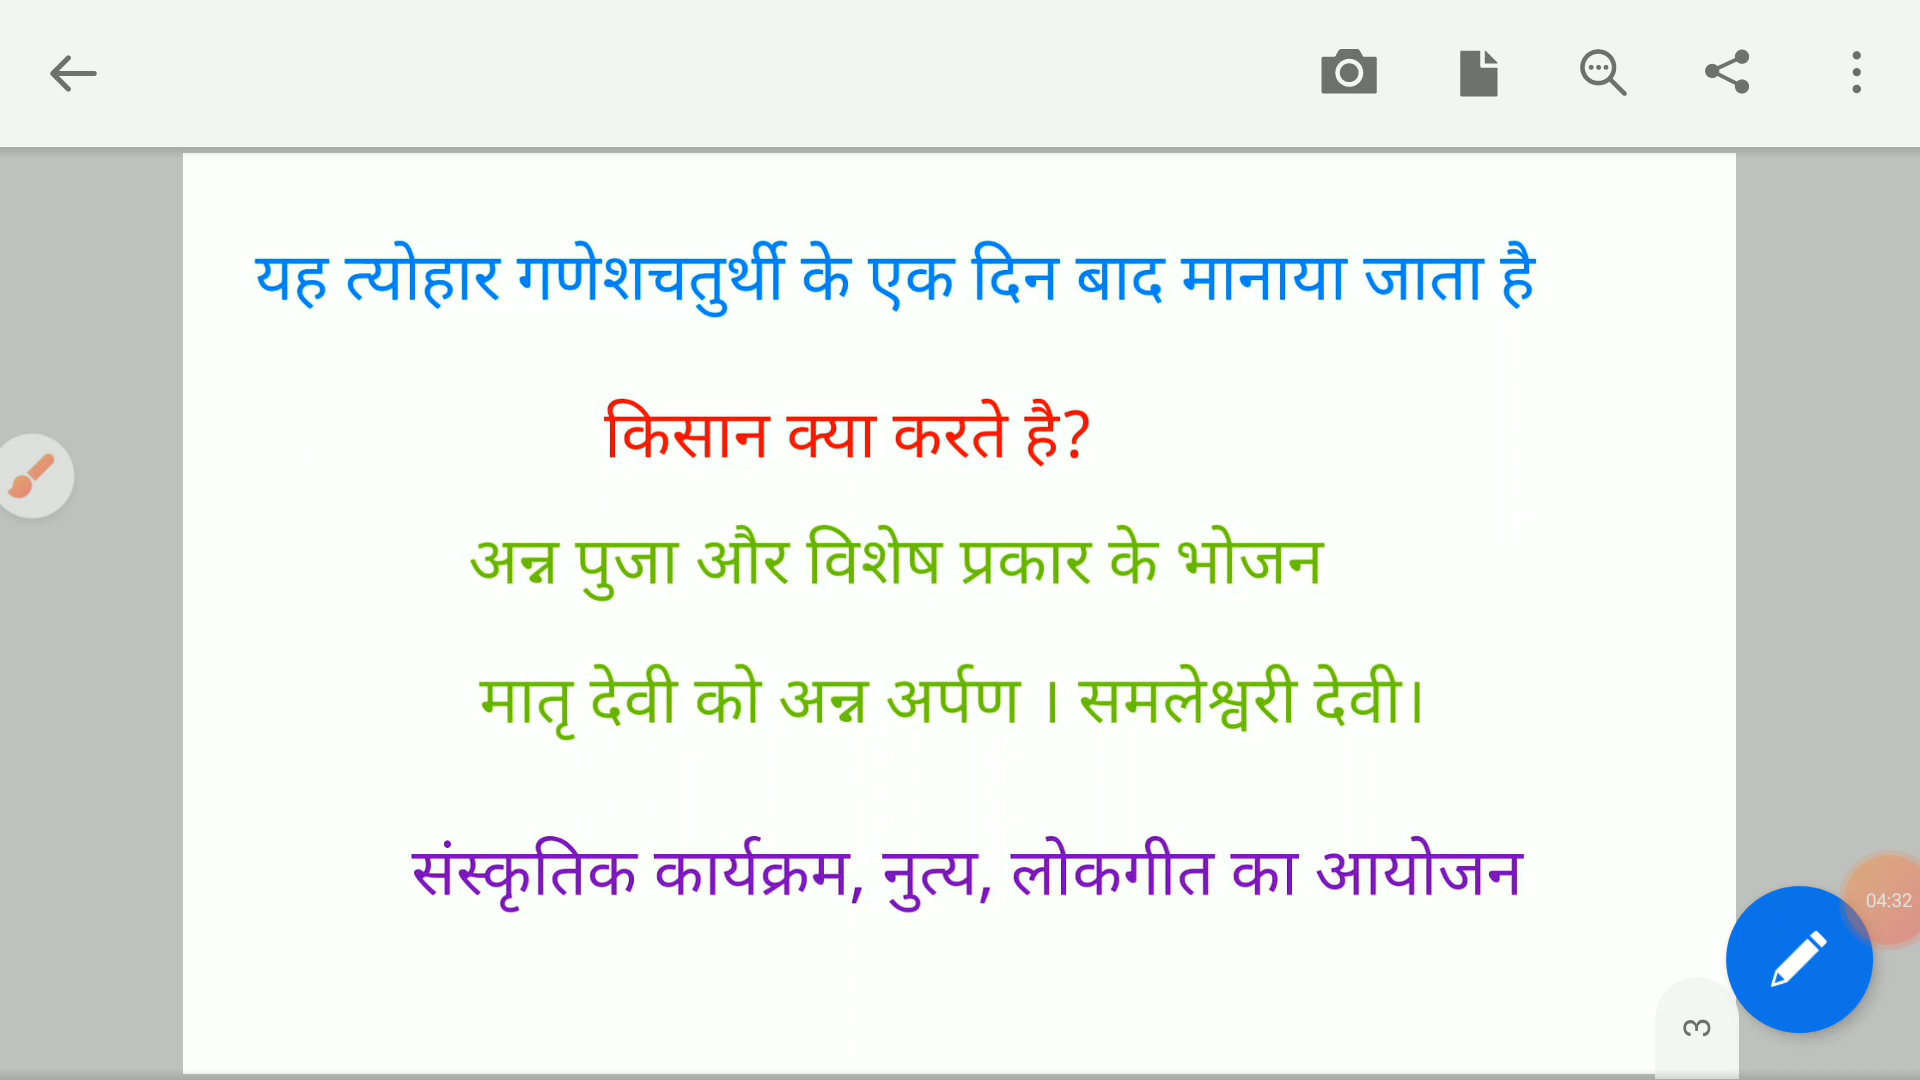 यह त्योहार गणेशचतुर्थी के एक दिन बाद मानाया जाता है
किसान क्या करते है?
अन्न पुजा और विशेष प्रकार के भोजन
मातृ देवी को अन्न अर्पण । समलेश्वरी देवी।
संस्कृतिक कार्यक्रम, नुत्य, लोकगीत का आयोजन
04:32
3